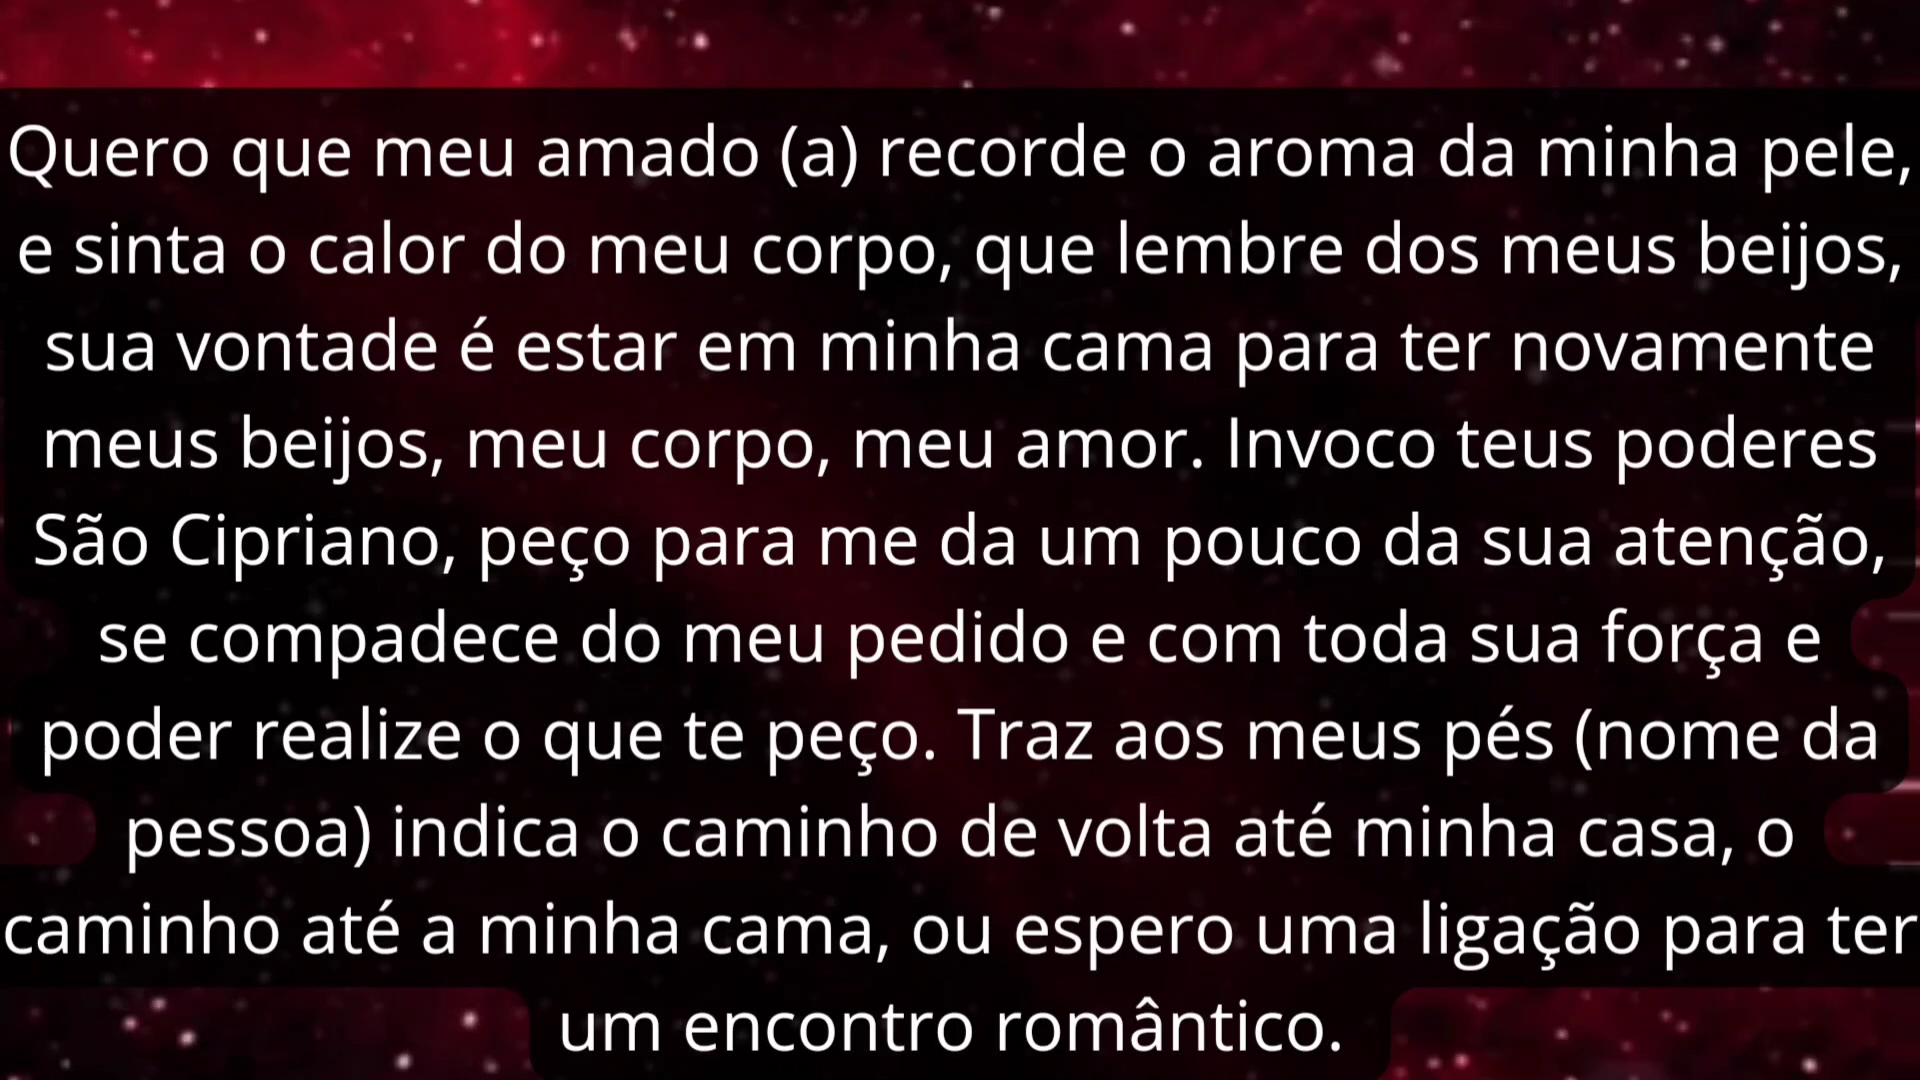 Quero que meu amado (a) recorde o aroma da minha pele,
e sinta o calor do meu corpo, que lembre dos meus beijos,
sua vontade é estar em minha cama para ter novamente
meus beijos, meu corpo, meu amor. Invoco teus poderes
São Cipriano, peço para me da um pouco da sua atenção,
se compadece do meu pedido e com toda sua força e
poder realize o que te peço. Traz aos meus pés (nome da
pessoa) indica o caminho de volta até minha casa, o
caminho até a minha cama, ou espero uma ligação para ter
um encontro romântico.